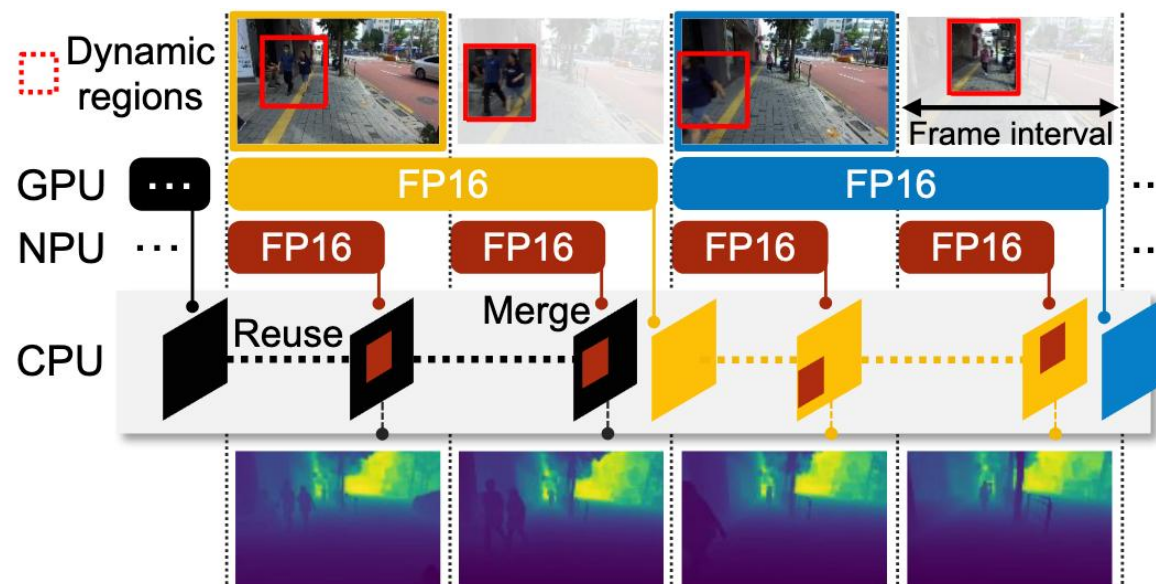 Dynamic
regions
Frame interval
GPU ... FP16 FP16 ...
NPU ... FP16 FP16 FP16 FP16 ...
Merge
Reuse
CPU